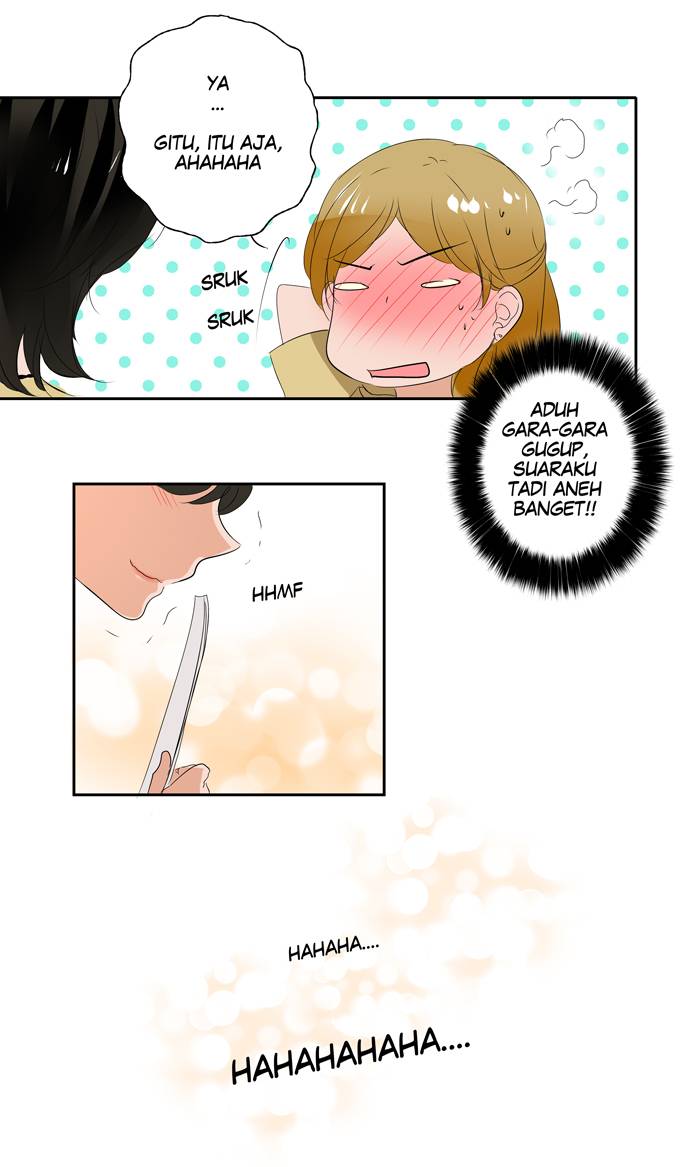 YA
...
GITU, ITU AJA,
AHAHAHA
SRUK
SRUK
ADUH
GARA-GARA
GUGUP,
SUARAKU
TADI ANEH
BANGET!!
HHMF
HAHAHA....
HAHAHAHAHA....